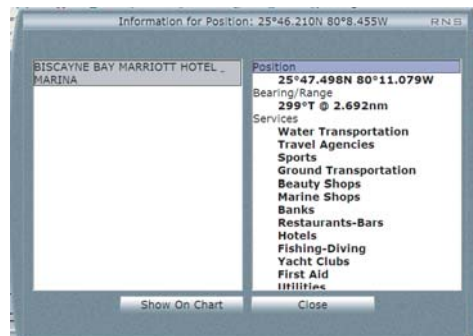 Information for Position: 25°46.210N 80°8.455W
RNS
BISCAYNE BAY MARRIOTT HOTEL _
MARINA
Position
25°47.498N 80°11.079W
Bearing/Range
299°T @ 2.692nm
Services
Water Transportation
Travel Agencies
Sports
Ground Transportation
Beauty Shops
Marine Shops
Banks
Restaurants-Bars
Hotels
Fishing-Diving
Yacht Clubs
First Aid
Utilities
Show On Chart
Close